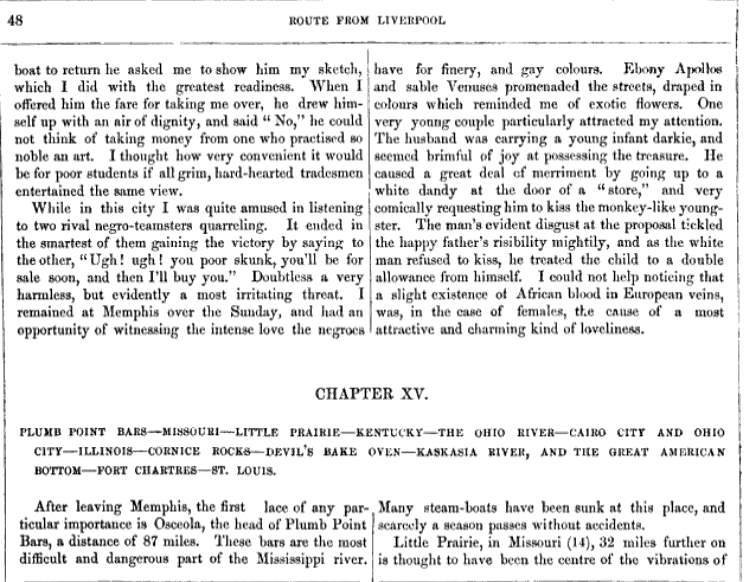 48
ROUTE FROM LIVERPOOL
boat to return he asked me to show him my sketch,
which I did with the greatest readiness. When I
offered him the fare for taking me over, he drew him-
self up with an air of dignity, and said "No," he could
not think of taking money from one who practised so
noble an art. I thought how very convenient it would
be for poor students if all grim, hard-hearted tradesmen
entertained the same view.
While in this city I was quite amused in listening
to two rival negro-teamsters quarreling. It ended in
the smartest of them gaining the victory by saying to
the other, "Ugh! ugh! you poor skunk, you'll be for
sale soon, and then I'll buy you." Doubtless a very
harmless, but evidently a most irritating threat. I
remained at Memphis over the Sunday, and had an
opportunity of witnessing the intense love the negroes
have for finery, and gay colours. Ebony Apollos
and sable Venuses promenaded the streets, draped in
colours which reminded me of exotic flowers. One
very young couple particularly attracted my attention.
The husband was carrying a young infant darkie, and
seemed brimful of joy at possessing the treasure. He
caused a great deal of merriment by going up to a
white dandy at the door of a "store," and very
comically requesting him to kiss the monkey-like young-
ster. The man's evident disgust at the proposal tickled
the happy father's risibility mightily, and as the white
man refused to kiss, he treated the child to a double
allowance from himself. I could not help noticing that
a slight existence of African blood in European veins,
was, in the case of females, the cause of a most
attractive and charming kind of loveliness.
CHAPTER XV.
PLUMB POINT BARS—MISSOURI—LITTLE PRAIRIE—KENTUCKY—THE OHIO RIVER—CAIRO CITY AND OHIO
CITY—ILLINOIS—CORNICE ROCKS—DEVIL'S BAKE OVEN—KASKASIA RIVER, AND THE GREAT AMERICAN
BOTTOM—FORT CHARTRES—ST. LOUIS.
After leaving Memphis, the first lace of any par-
ticular importance is Osceola, the head of Plumb Point
Bars, a distance of 87 miles. These bars are the most
difficult and dangerous part of the Mississippi river.
Many steam-boats have been sunk at this place, and
scarcely a season passes without accidents.
Little Prairie, in Missouri (14), 32 miles further on
is thought to have been the centre of the vibrations of